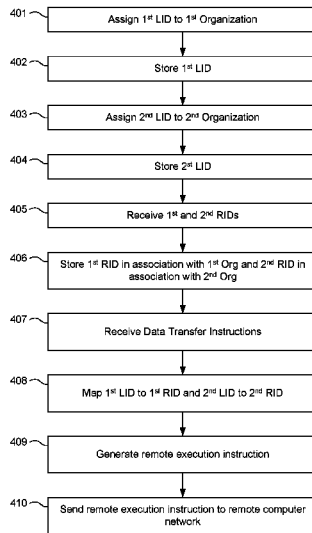 401
Assign 1st LID to 1st Organization
402
Store 1st LID
403
Assign 2nd LID to 2nd Organization
404
Store 2st LID
405
Receive 1st and 2nd RIDs
406
Store 1st RID in association with 1st Org and 2nd RID in
association with 2nd Org
407
Receive Data Transfer Instructions
408
Map 1st LID to 1st RID and 2nd LID to 2nd RID
409
Generate remote execution instruction
410
Send remote execution instruction to remote computer
network